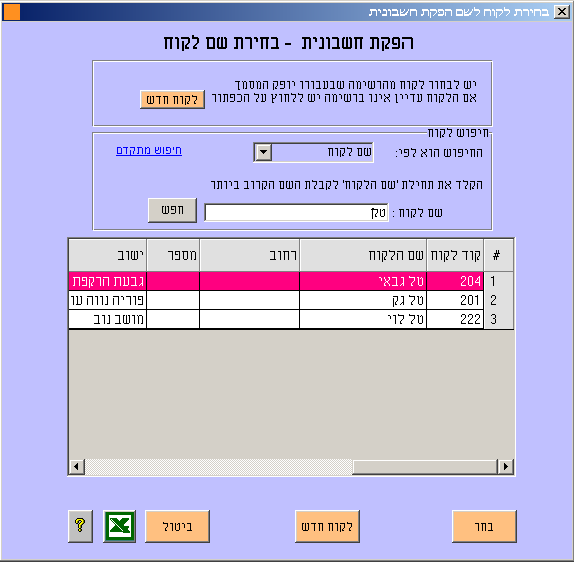 בחירת לקוח לשם הפקת חשבונית
הפקת חשבונית - בחירת שם לקוח
יש לבחור לקוח מהרשימה שבעבורו יופק המסמך
אם הלקוח עדיין אינו ברשימה יש ללחוץ על הכפתור
לקוח חדש
חיפוש לקוח
החיפוש הוא לפי: שם לקוח חיפוש מתקדם
הקלד את תחילת 'שם הלקוח' לקבלת השם הקרוב ביותר
שם לקוח : טל חפש
# קוד לקוח שם הלקוח רחוב מספר ישוב
1 204 טל גבאי גבעת הרקפת
2 201 טל גק פוריה נווה עו
3 222 טל לוי מושב נוב
בחר לקוח חדש ביטול ?